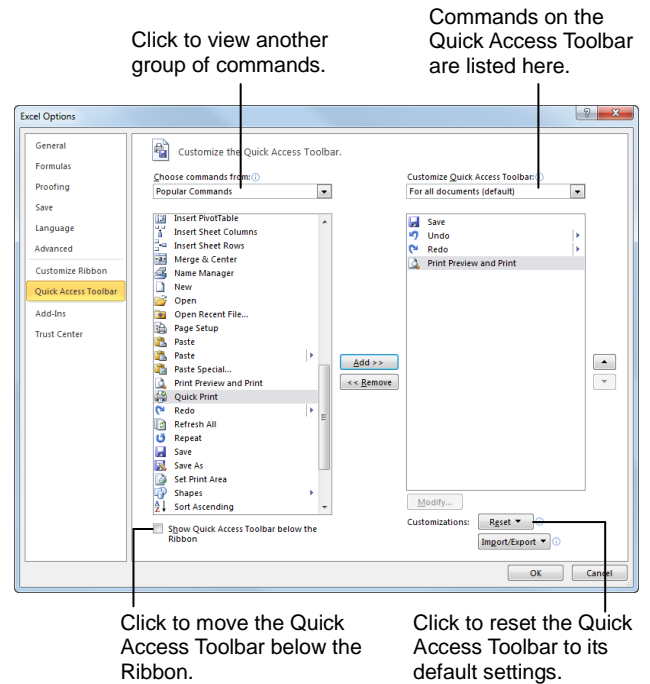 Click to view another
group of commands.
Commands on the
Quick Access Toolbar
are listed here.
Excel Options
General
Formulas
Proofing
Save
Language
Advanced
Customize Ribbon
Quick Access Toolbar
Add-Ins
Trust Center
Customize the Quick Access Toolbar.
Choose commands from:
Popular Commands
Insert PivotTable
Insert Sheet Columns
Insert Sheet Rows
Merge & Center
Name Manager
New
Open
Open Recent File...
Page Setup
Paste
Paste
Paste Special...
Print Preview and Print
Quick Print
Redo
Refresh All
Repeat
Save
Save As
Set Print Area
Shapes
Sort Ascending
Show Quick Access Toolbar below the
Ribbon
Add >>
<< Remove
Customize Quick Access Toolbar:
For all documents (default)
Save
Undo
Redo
Print Preview and Print
Modify...
Customizations:
Reset
Import/Export
OK
Cancel
Click to move the Quick
Access Toolbar below the
Ribbon.
Click to reset the Quick
Access Toolbar to its
default settings.